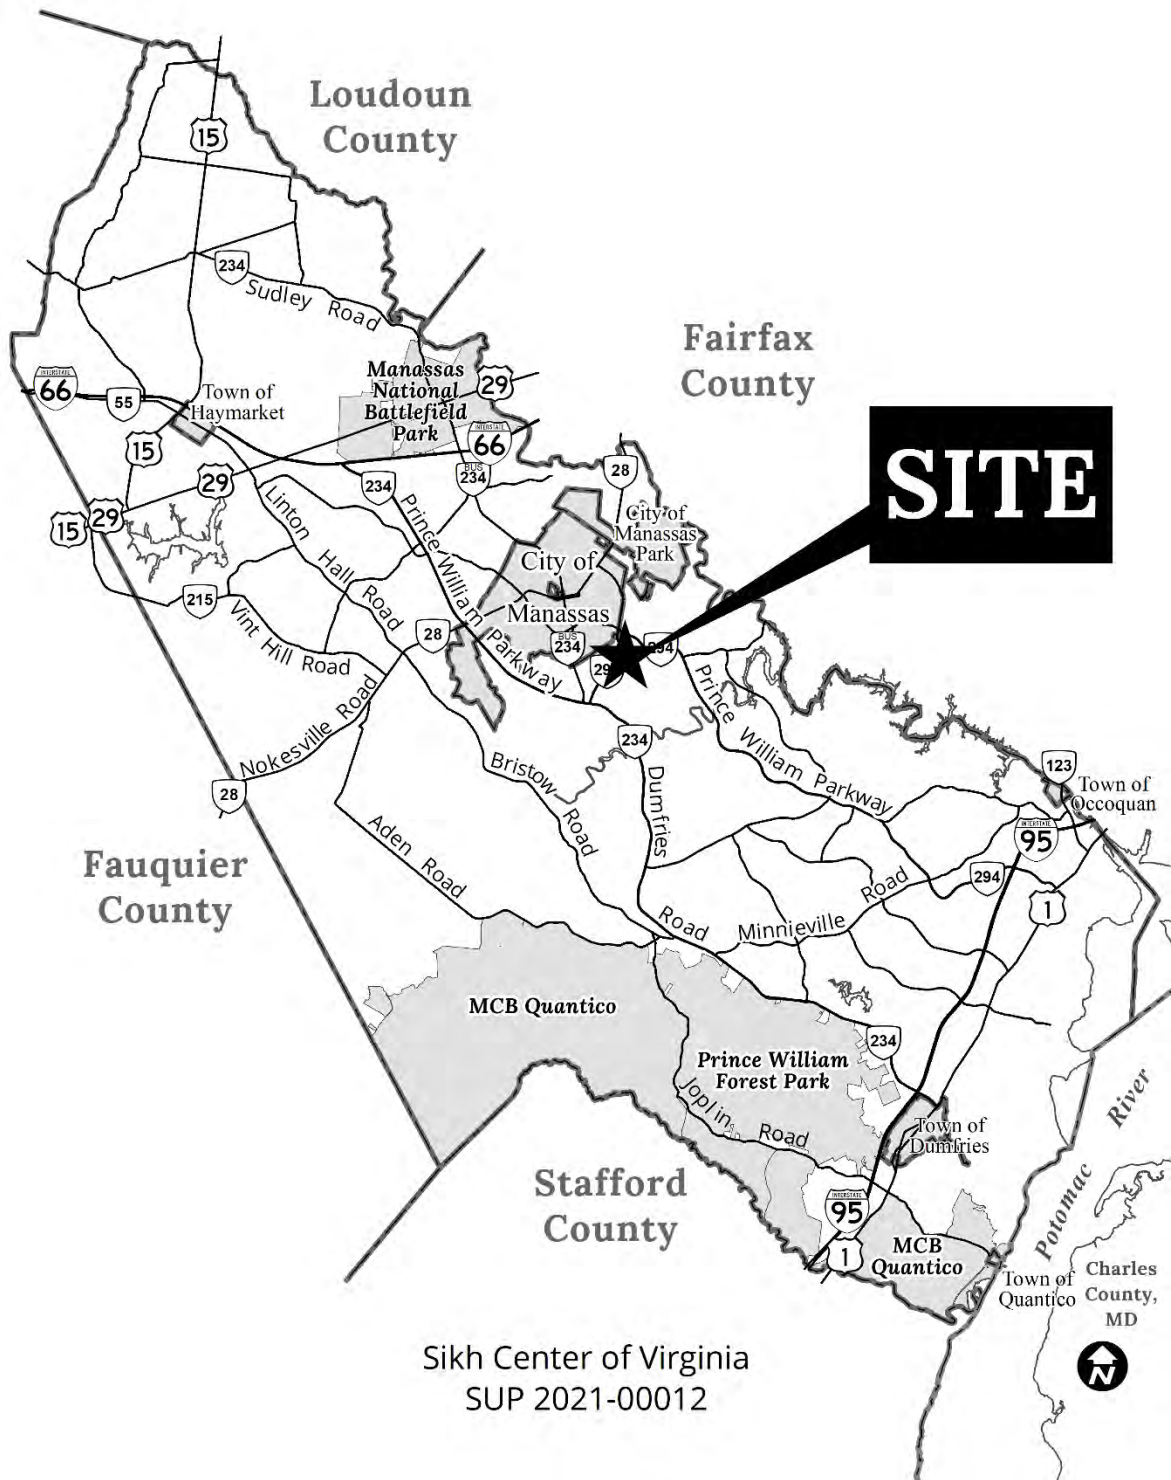 Loudoun
County
15
234
Sudley Road
Fairfax
County
INTERSTATE
66
55
Town of
Haymarket
Manassas
National
Battlefield
Park
29
15
INTERSTATE
66
SITE
29
234
BUS
234
28
15
29
Linton Hall Road
Prince William Parkway
City of
Manassas
Park
City of
Manassas
215
Vint Hill Road
28
BUS
234
294
Nokesville Road
28
234
Bristow Road
Dumfries Road
Prince William Parkway
123
Town of
Occoquan
Aden Road
INTERSTATE
95
Fauquier
County
294
1
Minnieville Road
MCB Quantico
Prince William
Forest Park
234
Joplin Road
Town of
Dumfries
Stafford
County
INTERSTATE
95
1
MCB
Quantico
Potomac River
Town of
Quantico
Charles
County,
MD
N
Sikh Center of Virginia
SUP 2021-00012